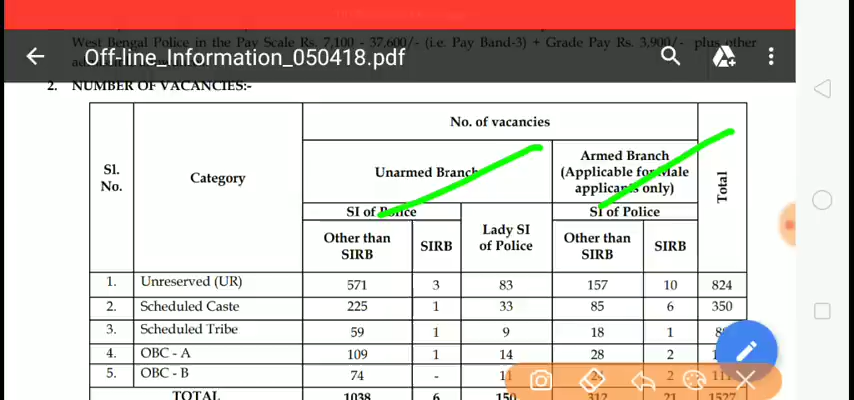 West Bengal Police in the Pay Scale Rs. 7,100 - 37,600/- (i.e. Pay Band-3) + Grade Pay Rs. 3,900/- plus other
Off-line_Information_050418.pdf
2. NUMBER OF VACANCIES:-
Sl. No. Category No. of vacancies Total
Unarmed Branch Armed Branch (Applicable for Male applicants only)
SI of Police Lady SI of Police SI of Police
Other than SIRB SIRB Other than SIRB SIRB
1. Unreserved (UR) 571 3 83 157 10 824
2. Scheduled Caste 225 1 33 85 6 350
3. Scheduled Tribe 59 1 9 18 1
4. OBC - A 109 1 14 28 2
5. OBC - B 74 - 11 2
TOTAL 1038 6 150 312 21 1527